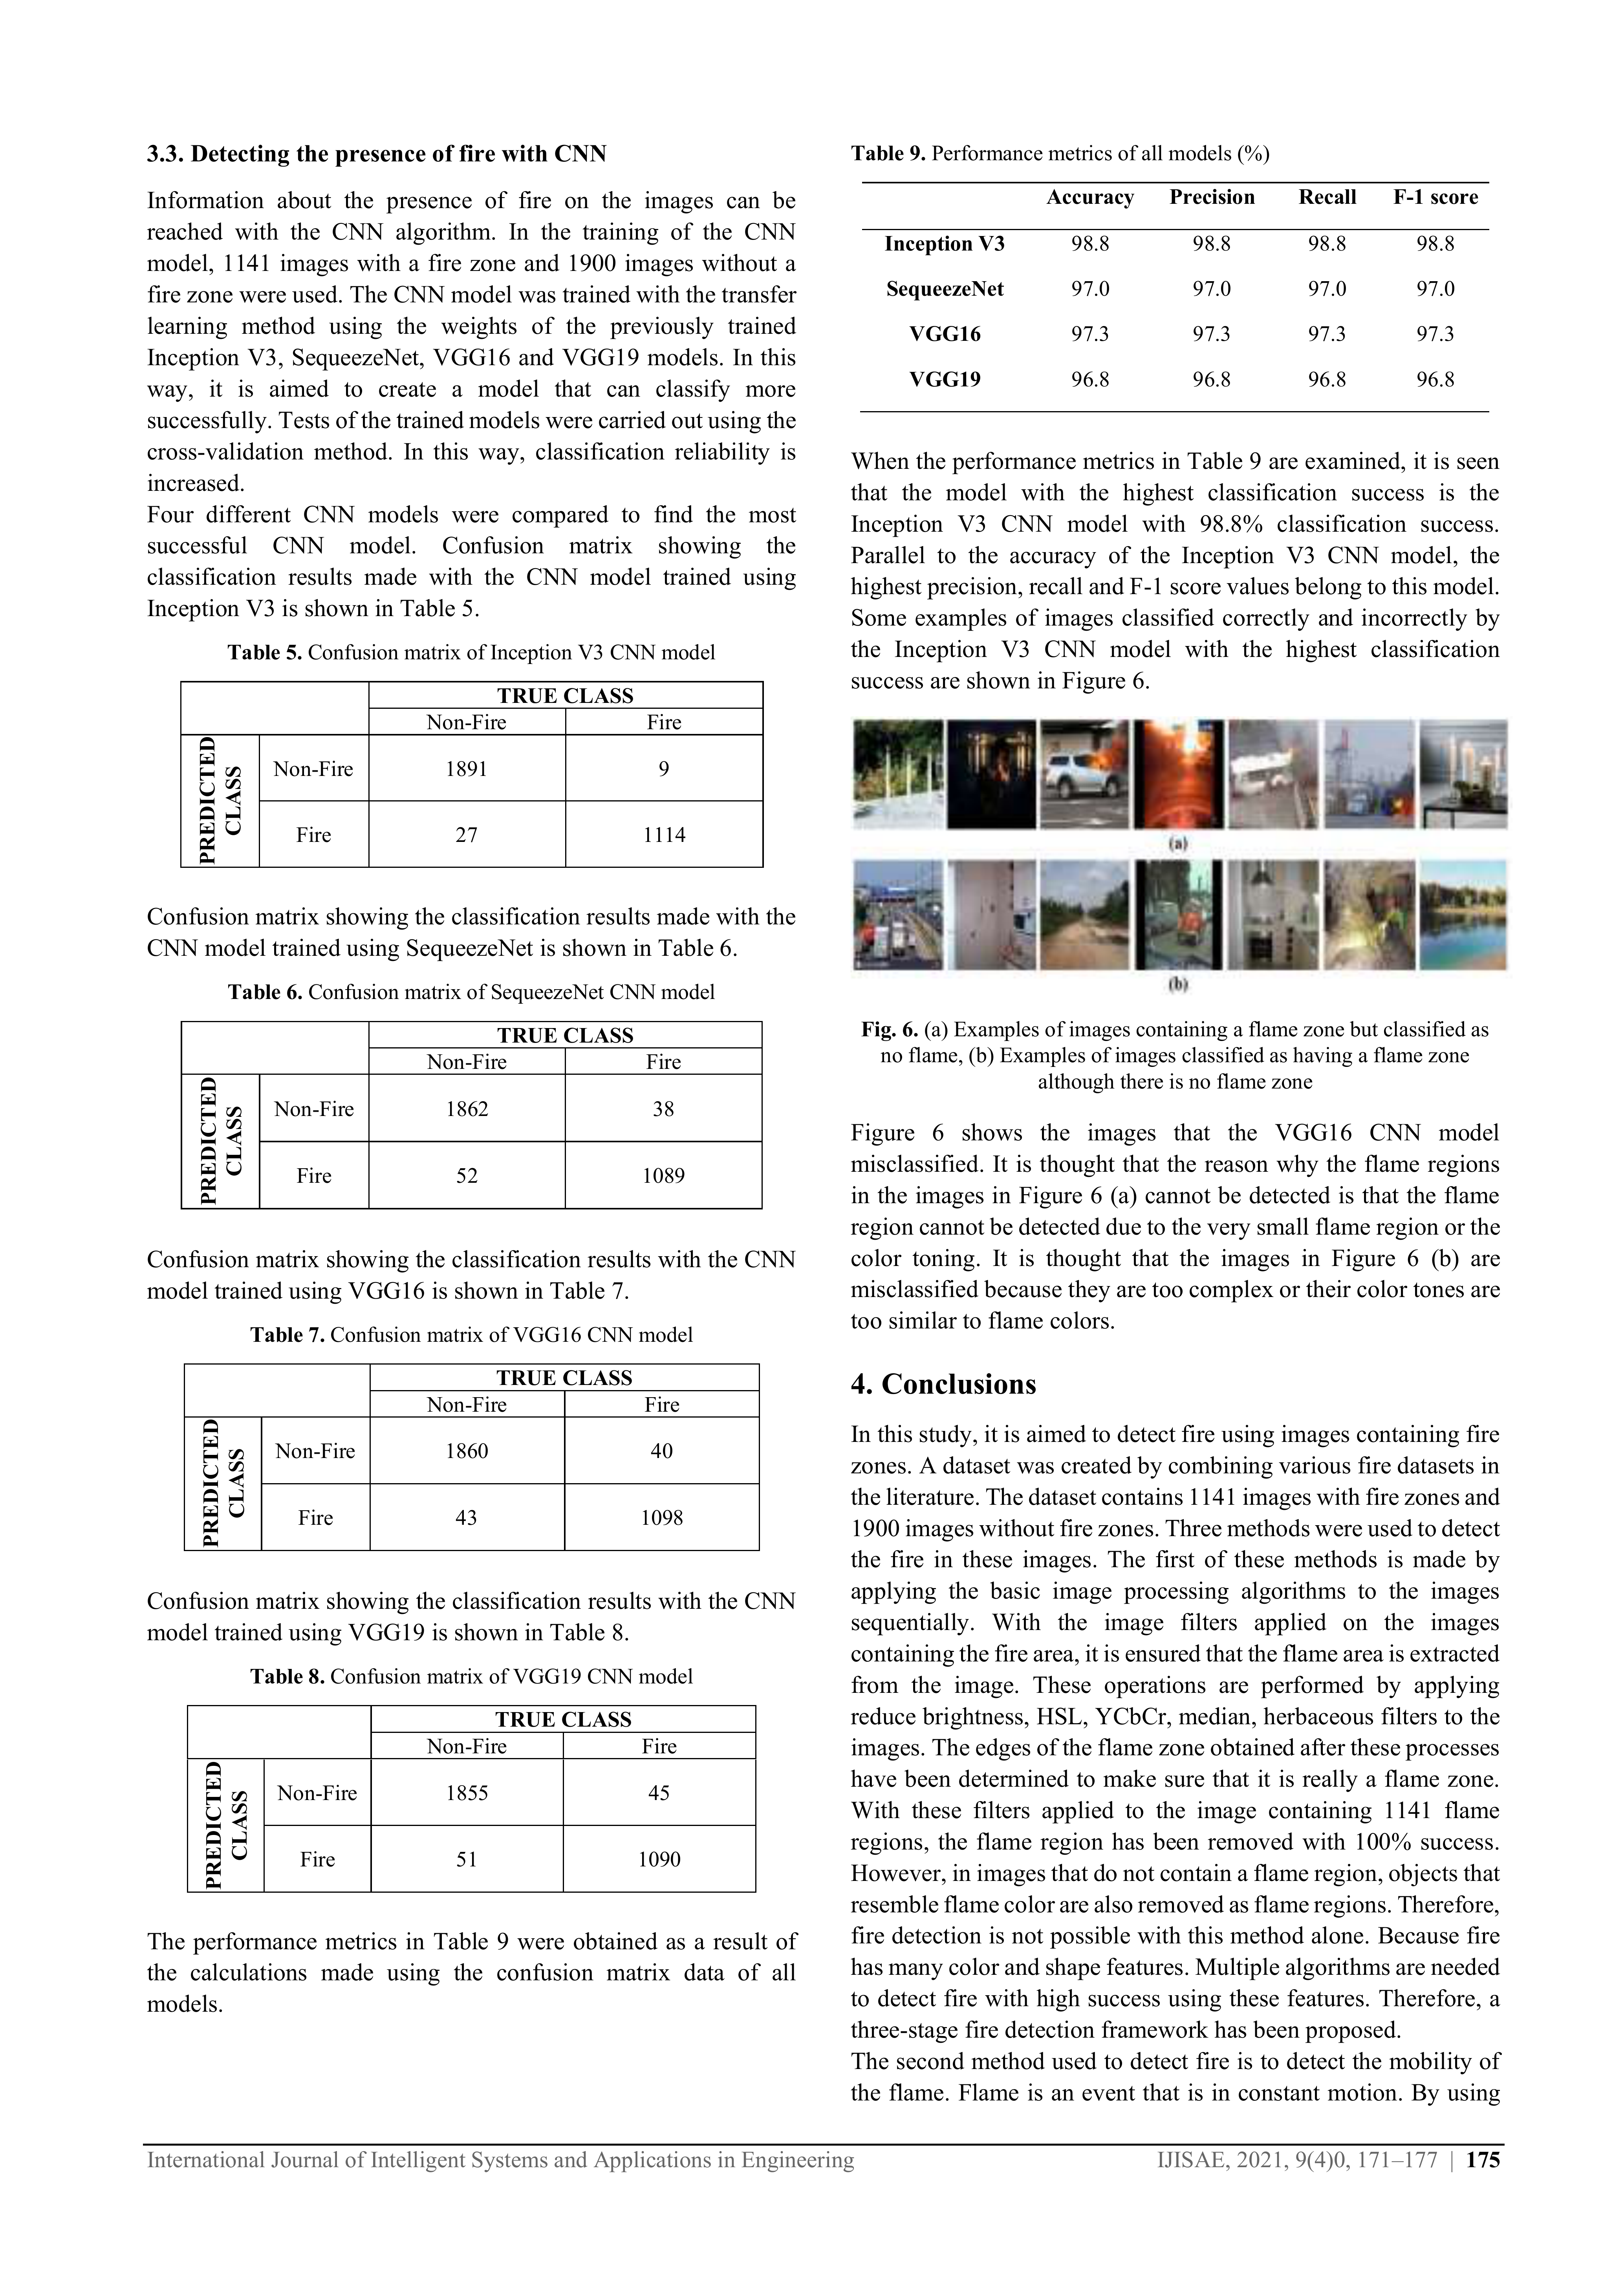 3.3. Detecting the presence of fire with CNN
Information about the presence of fire on the images can be
reached with the CNN algorithm. In the training of the CNN
model, 1141 images with a fire zone and 1900 images without a
fire zone were used. The CNN model was trained with the transfer
learning method using the weights of the previously trained
Inception V3, SequeezeNet, VGG16 and VGG19 models. In this
way, it is aimed to create a model that can classify more
successfully. Tests of the trained models were carried out using the
cross-validation method. In this way, classification reliability is
increased.
Four different CNN models were compared to find the most
successful CNN model. Confusion matrix showing the
classification results made with the CNN model trained using
Inception V3 is shown in Table 5.
Table 5. Confusion matrix of Inception V3 CNN model
TRUE CLASS
Non-Fire Fire
PREDICTED
CLASS
Non-Fire 1891 9
Fire 27 1114
Confusion matrix showing the classification results made with the
CNN model trained using SequeezeNet is shown in Table 6.
Table 6. Confusion matrix of SequeezeNet CNN model
TRUE CLASS
Non-Fire Fire
PREDICTED
CLASS
Non-Fire 1862 38
Fire 52 1089
Confusion matrix showing the classification results with the CNN
model trained using VGG16 is shown in Table 7.
Table 7. Confusion matrix of VGG16 CNN model
TRUE CLASS
Non-Fire Fire
PREDICTED
CLASS
Non-Fire 1860 40
Fire 43 1098
Confusion matrix showing the classification results with the CNN
model trained using VGG19 is shown in Table 8.
Table 8. Confusion matrix of VGG19 CNN model
TRUE CLASS
Non-Fire Fire
PREDICTED
CLASS
Non-Fire 1855 45
Fire 51 1090
The performance metrics in Table 9 were obtained as a result of
the calculations made using the confusion matrix data of all
models.
Table 9. Performance metrics of all models (%)
Accuracy Precision Recall F-1 score
Inception V3 98.8 98.8 98.8 98.8
SequeezeNet 97.0 97.0 97.0 97.0
VGG16 97.3 97.3 97.3 97.3
VGG19 96.8 96.8 96.8 96.8
When the performance metrics in Table 9 are examined, it is seen
that the model with the highest classification success is the
Inception V3 CNN model with 98.8% classification success.
Parallel to the accuracy of the Inception V3 CNN model, the
highest precision, recall and F-1 score values belong to this model.
Some examples of images classified correctly and incorrectly by
the Inception V3 CNN model with the highest classification
success are shown in Figure 6.
(a)
(b)
Fig. 6. (a) Examples of images containing a flame zone but classified as
no flame, (b) Examples of images classified as having a flame zone
although there is no flame zone
Figure 6 shows the images that the VGG16 CNN model
misclassified. It is thought that the reason why the flame regions
in the images in Figure 6 (a) cannot be detected is that the flame
region cannot be detected due to the very small flame region or the
color toning. It is thought that the images in Figure 6 (b) are
misclassified because they are too complex or their color tones are
too similar to flame colors.
4. Conclusions
In this study, it is aimed to detect fire using images containing fire
zones. A dataset was created by combining various fire datasets in
the literature. The dataset contains 1141 images with fire zones and
1900 images without fire zones. Three methods were used to detect
the fire in these images. The first of these methods is made by
applying the basic image processing algorithms to the images
sequentially. With the image filters applied on the images
containing the fire area, it is ensured that the flame area is extracted
from the image. These operations are performed by applying
reduce brightness, HSL, YCbCr, median, herbaceous filters to the
images. The edges of the flame zone obtained after these processes
have been determined to make sure that it is really a flame zone.
With these filters applied to the image containing 1141 flame
regions, the flame region has been removed with 100% success.
However, in images that do not contain a flame region, objects that
resemble flame color are also removed as flame regions. Therefore,
fire detection is not possible with this method alone. Because fire
has many color and shape features. Multiple algorithms are needed
to detect fire with high success using these features. Therefore, a
three-stage fire detection framework has been proposed.
The second method used to detect fire is to detect the mobility of
the flame. Flame is an event that is in constant motion. By using
International Journal of Intelligent Systems and Applications in Engineering IJISAE, 2021, 9(4)0, 171–177 | 175